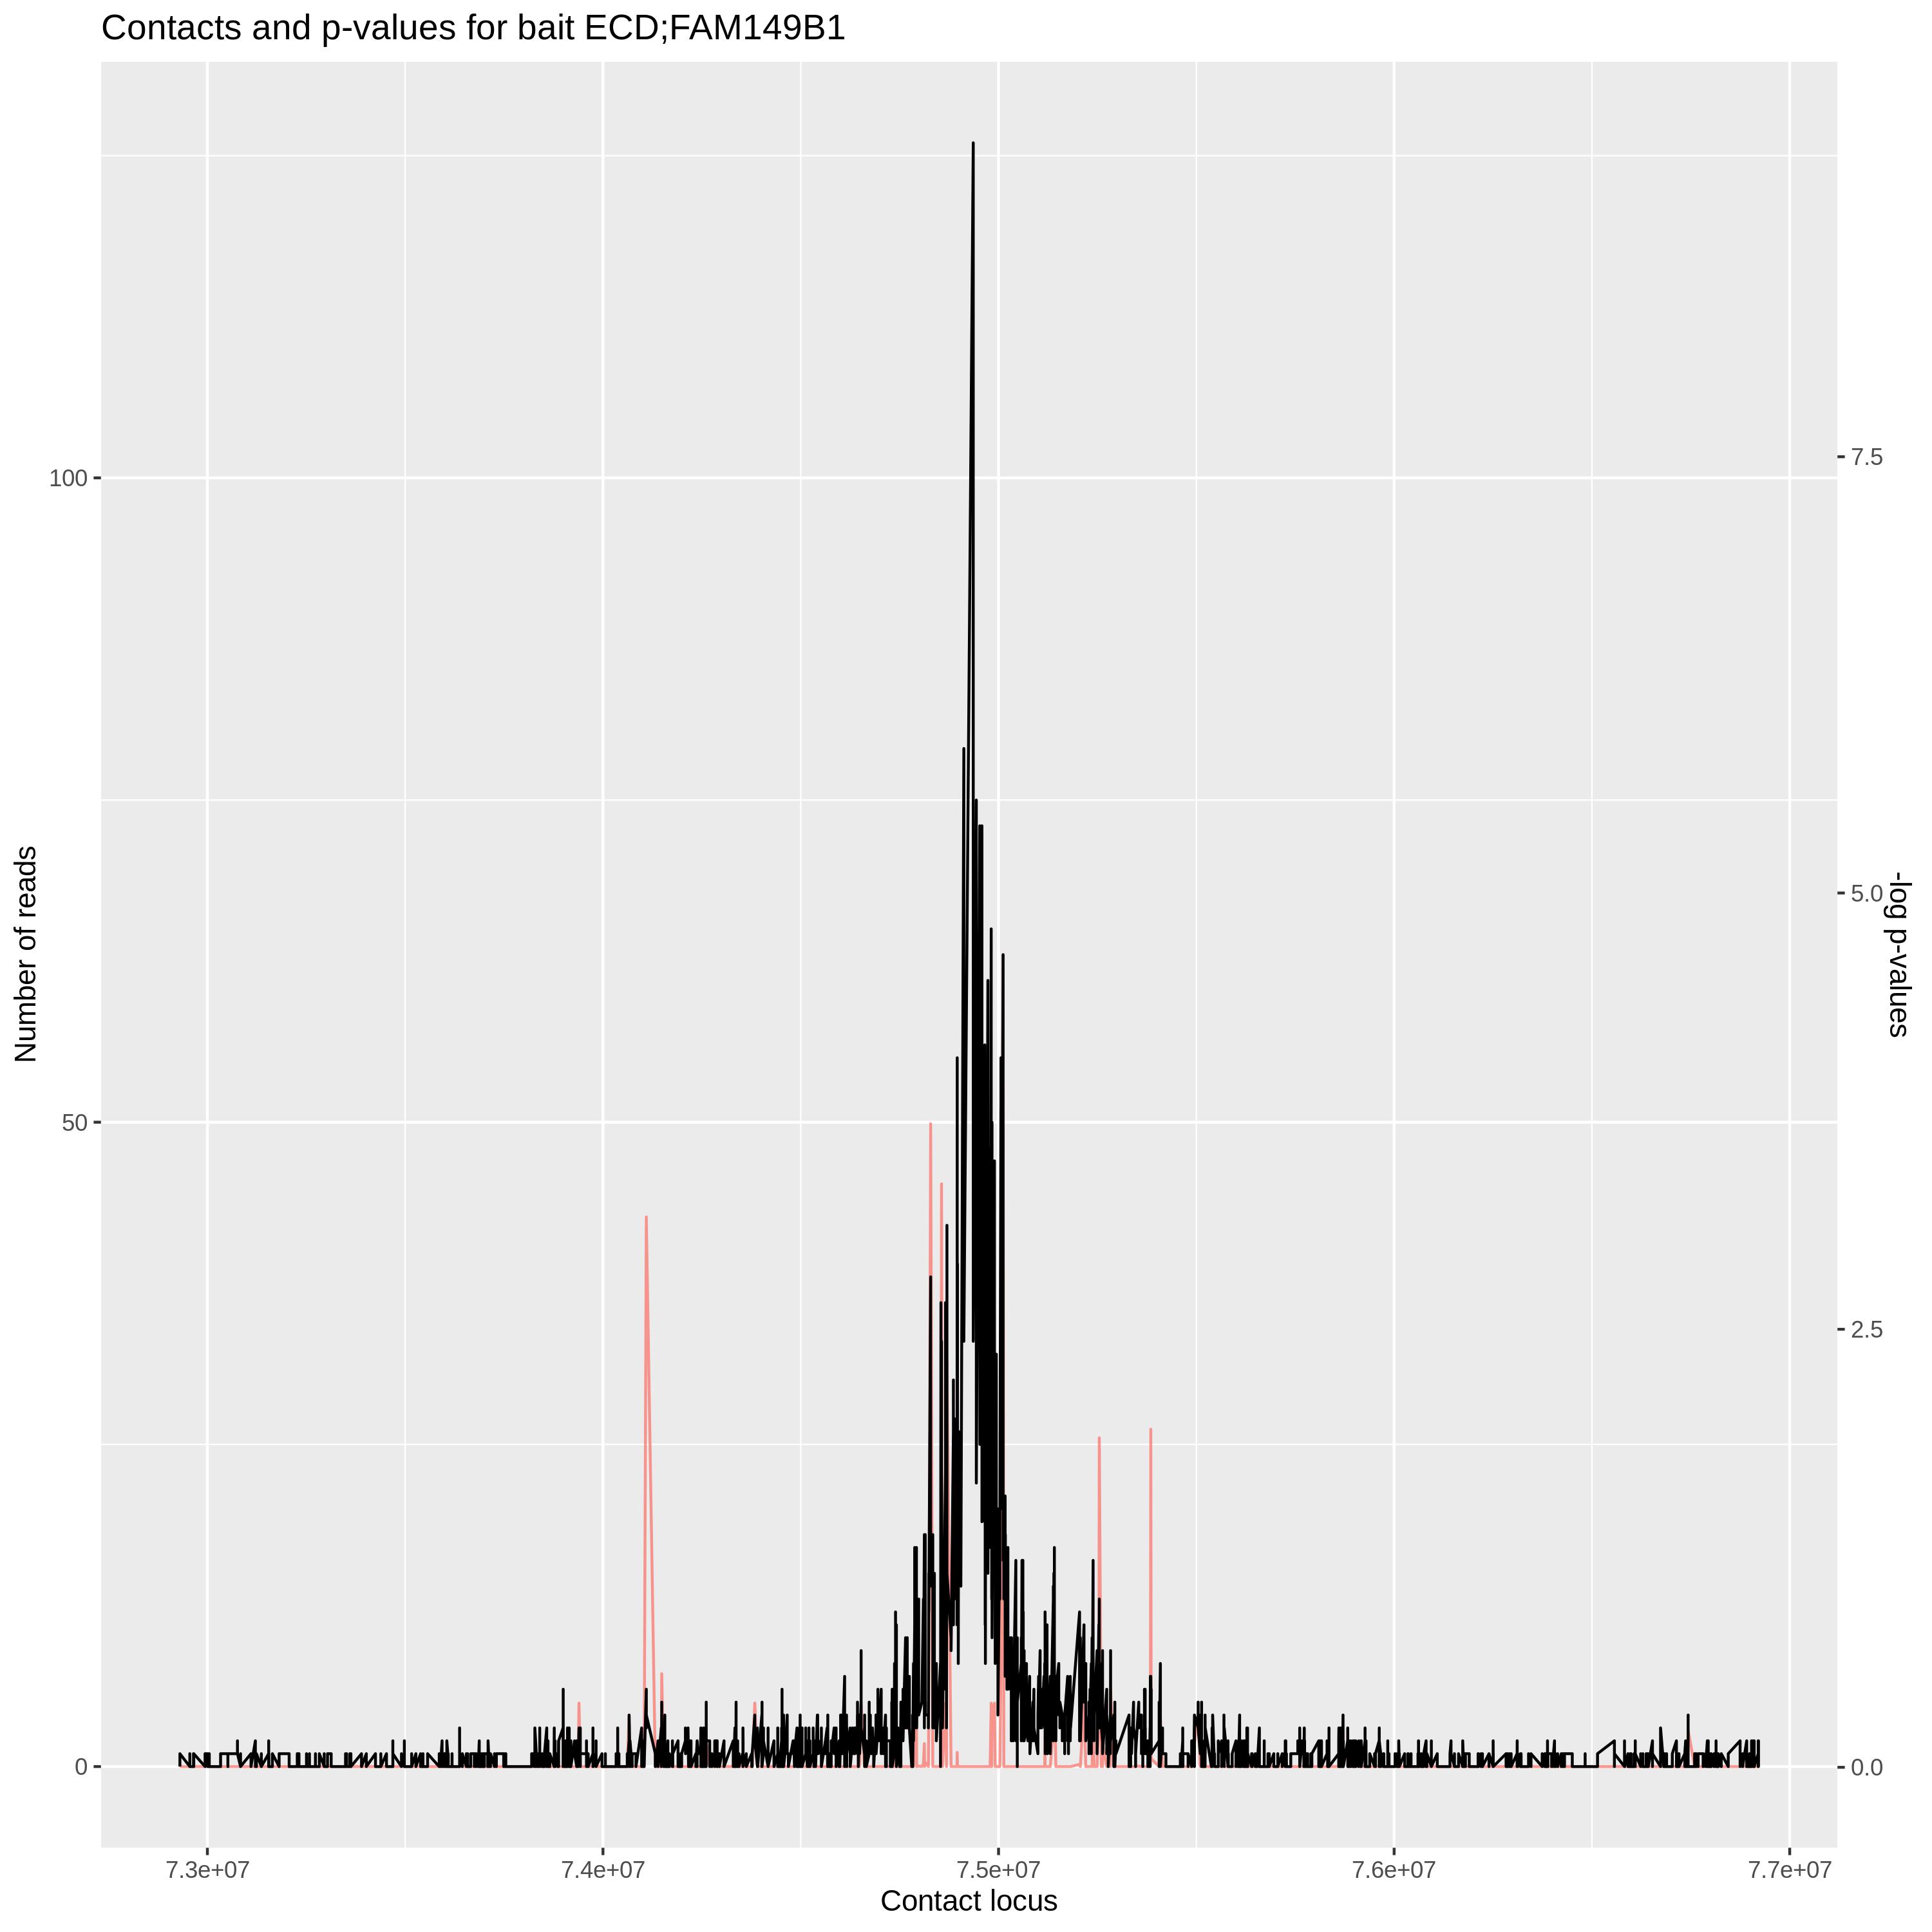 Contacts and p-values for bait ECD;FAM149B1
Number of reads
100
50
0
7.5
5.0
2.5
0.0
-log p-values
7.3e+07
7.4e+07
7.5e+07
7.6e+07
7.7e+07
Contact locus